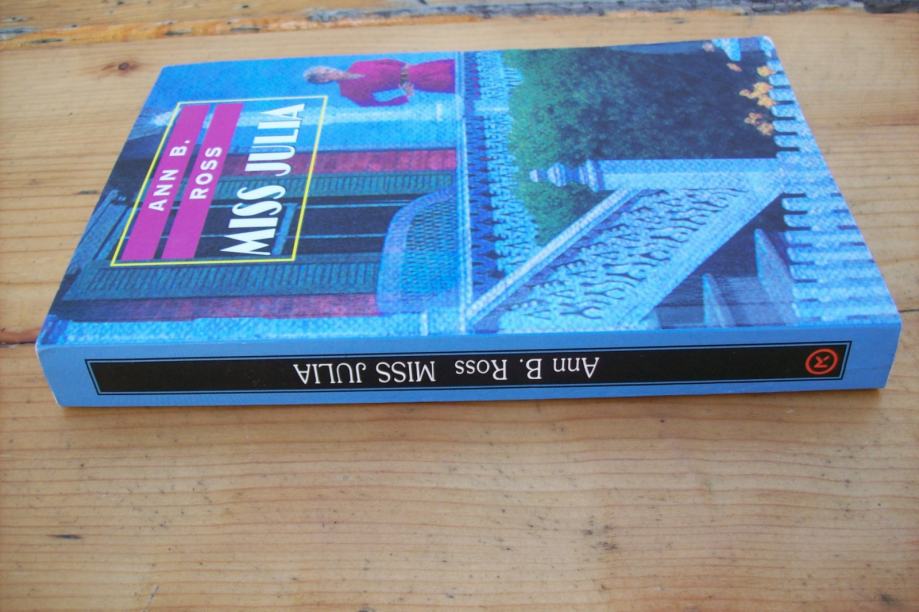 ANN B.
ROSS
MISS JULIA
Ann B. Ross MISS JULIA